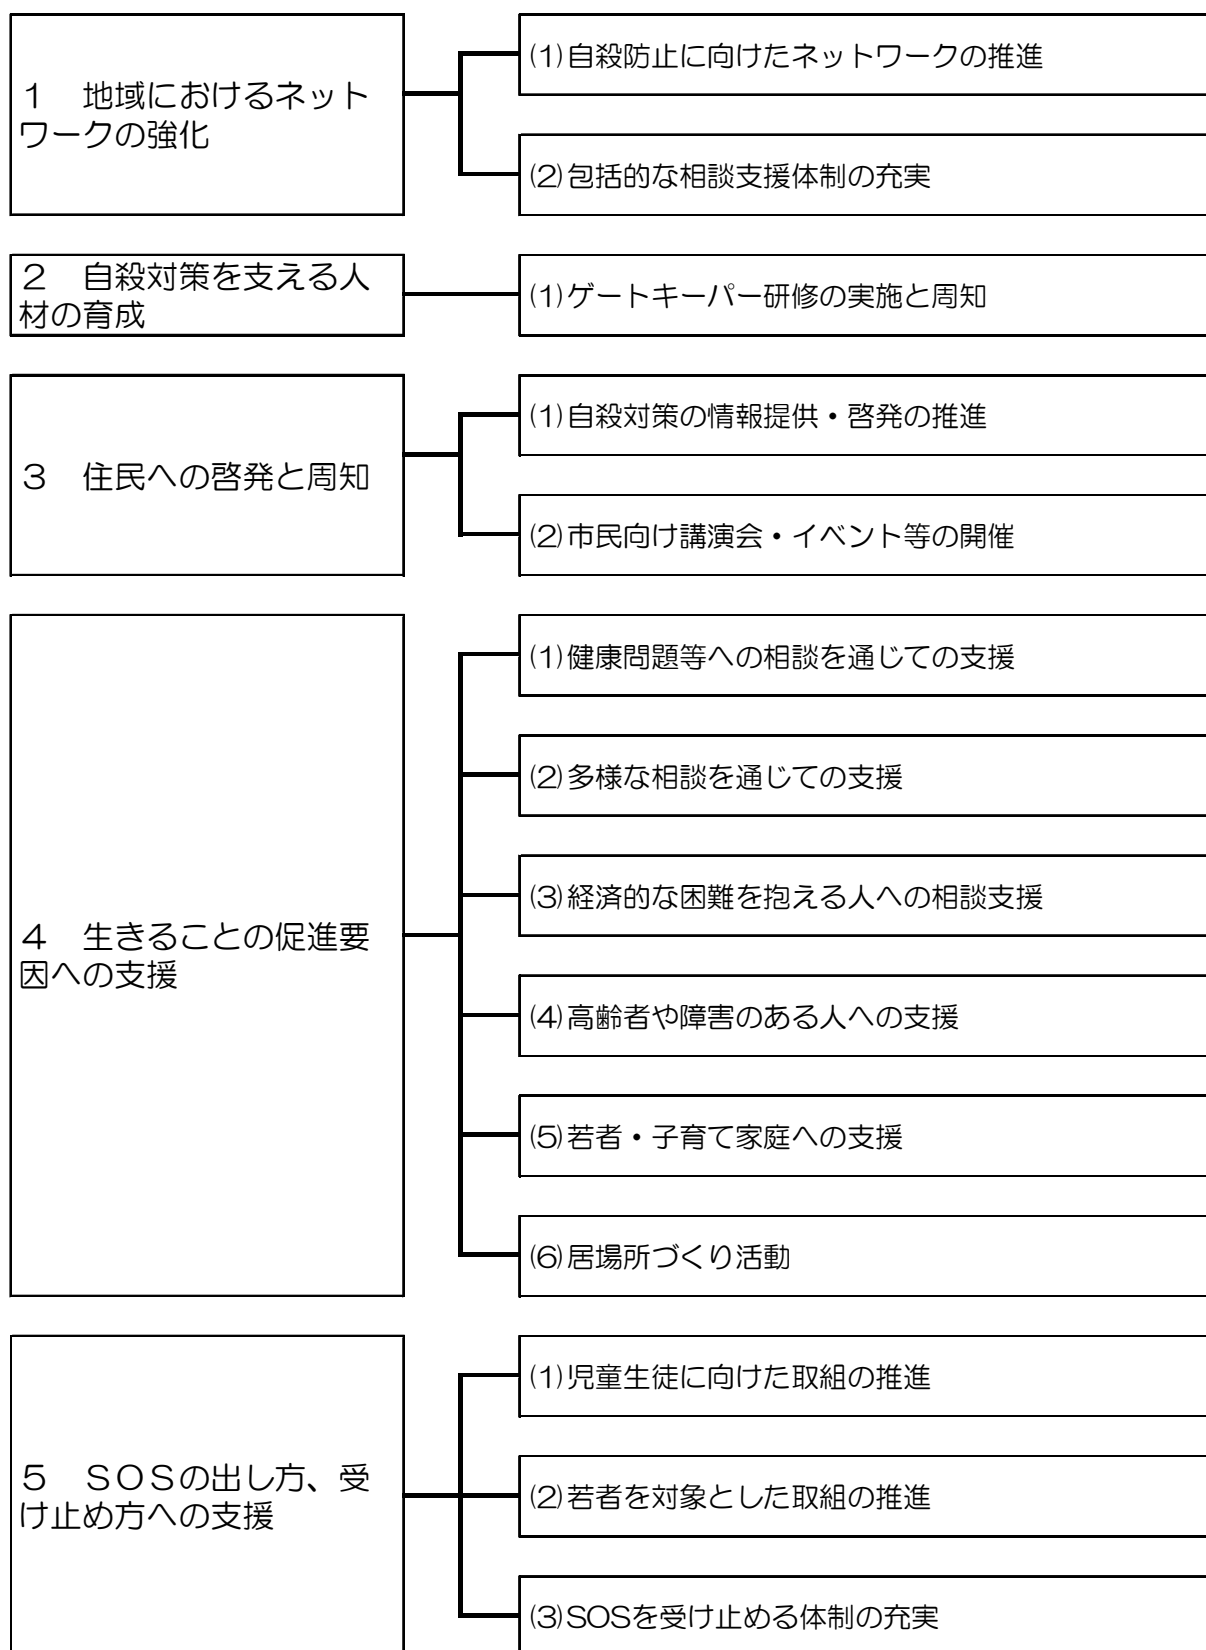 １　地域におけるネット
ワークの強化
⑴自殺防止に向けたネットワークの推進
⑵包括的な相談支援体制の充実
２　自殺対策を支える人
材の育成
⑴ゲートキーパー研修の実施と周知
３　住民への啓発と周知
⑴自殺対策の情報提供・啓発の推進
⑵市民向け講演会・イベント等の開催
４　生きることの促進要
因への支援
⑴健康問題等への相談を通じての支援
⑵多様な相談を通じての支援
⑶経済的な困難を抱える人への相談支援
⑷高齢者や障害のある人への支援
⑸若者・子育て家庭への支援
⑹居場所づくり活動
５　ＳＯＳの出し方、受
け止め方への支援
⑴児童生徒に向けた取組の推進
⑵若者を対象とした取組の推進
⑶SOSを受け止める体制の充実